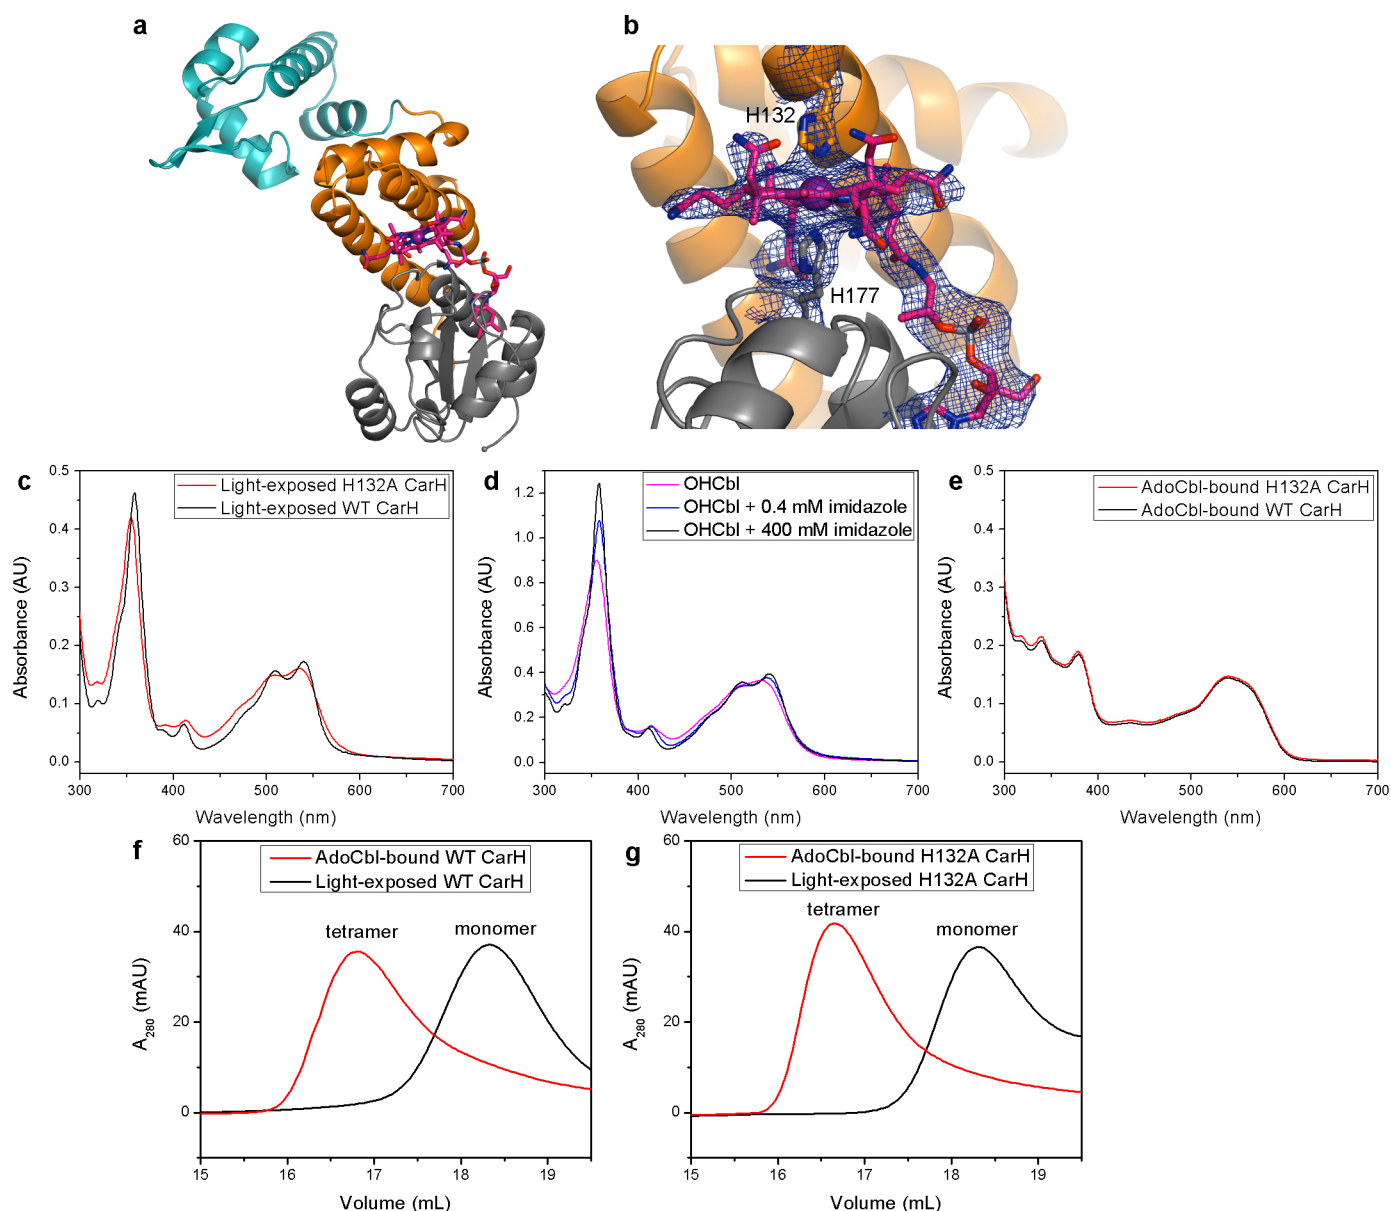 a
b
H132
H177
c
Light-exposed H132A CarH
Light-exposed WT CarH
0.5
0.4
0.3
0.2
0.1
0.0
Absorbance (AU)
300 400 500 600 700
Wavelength (nm)
d
OHCbl
OHCbl + 0.4 mM imidazole
OHCbl + 400 mM imidazole
1.2
1.0
0.8
0.6
0.4
0.2
0.0
Absorbance (AU)
300 400 500 600 700
Wavelength (nm)
e
AdoCbl-bound H132A CarH
AdoCbl-bound WT CarH
0.5
0.4
0.3
0.2
0.1
0.0
Absorbance (AU)
300 400 500 600 700
Wavelength (nm)
f
AdoCbl-bound WT CarH
Light-exposed WT CarH
tetramer
monomer
60
40
20
0
A280 (mAU)
15 16 17 18 19
Volume (mL)
g
AdoCbl-bound H132A CarH
Light-exposed H132A CarH
tetramer
monomer
60
40
20
0
A280 (mAU)
15 16 17 18 19
Volume (mL)